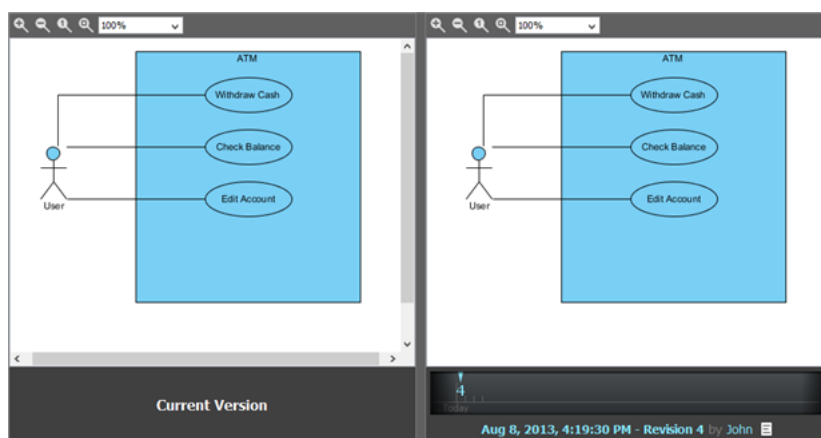 100%
ATM
Withdraw Cash
Check Balance
Edit Account
User
Current Version
100%
ATM
Withdraw Cash
Check Balance
Edit Account
User
4
Today
Aug 8, 2013, 4:19:30 PM - Revision 4 by John